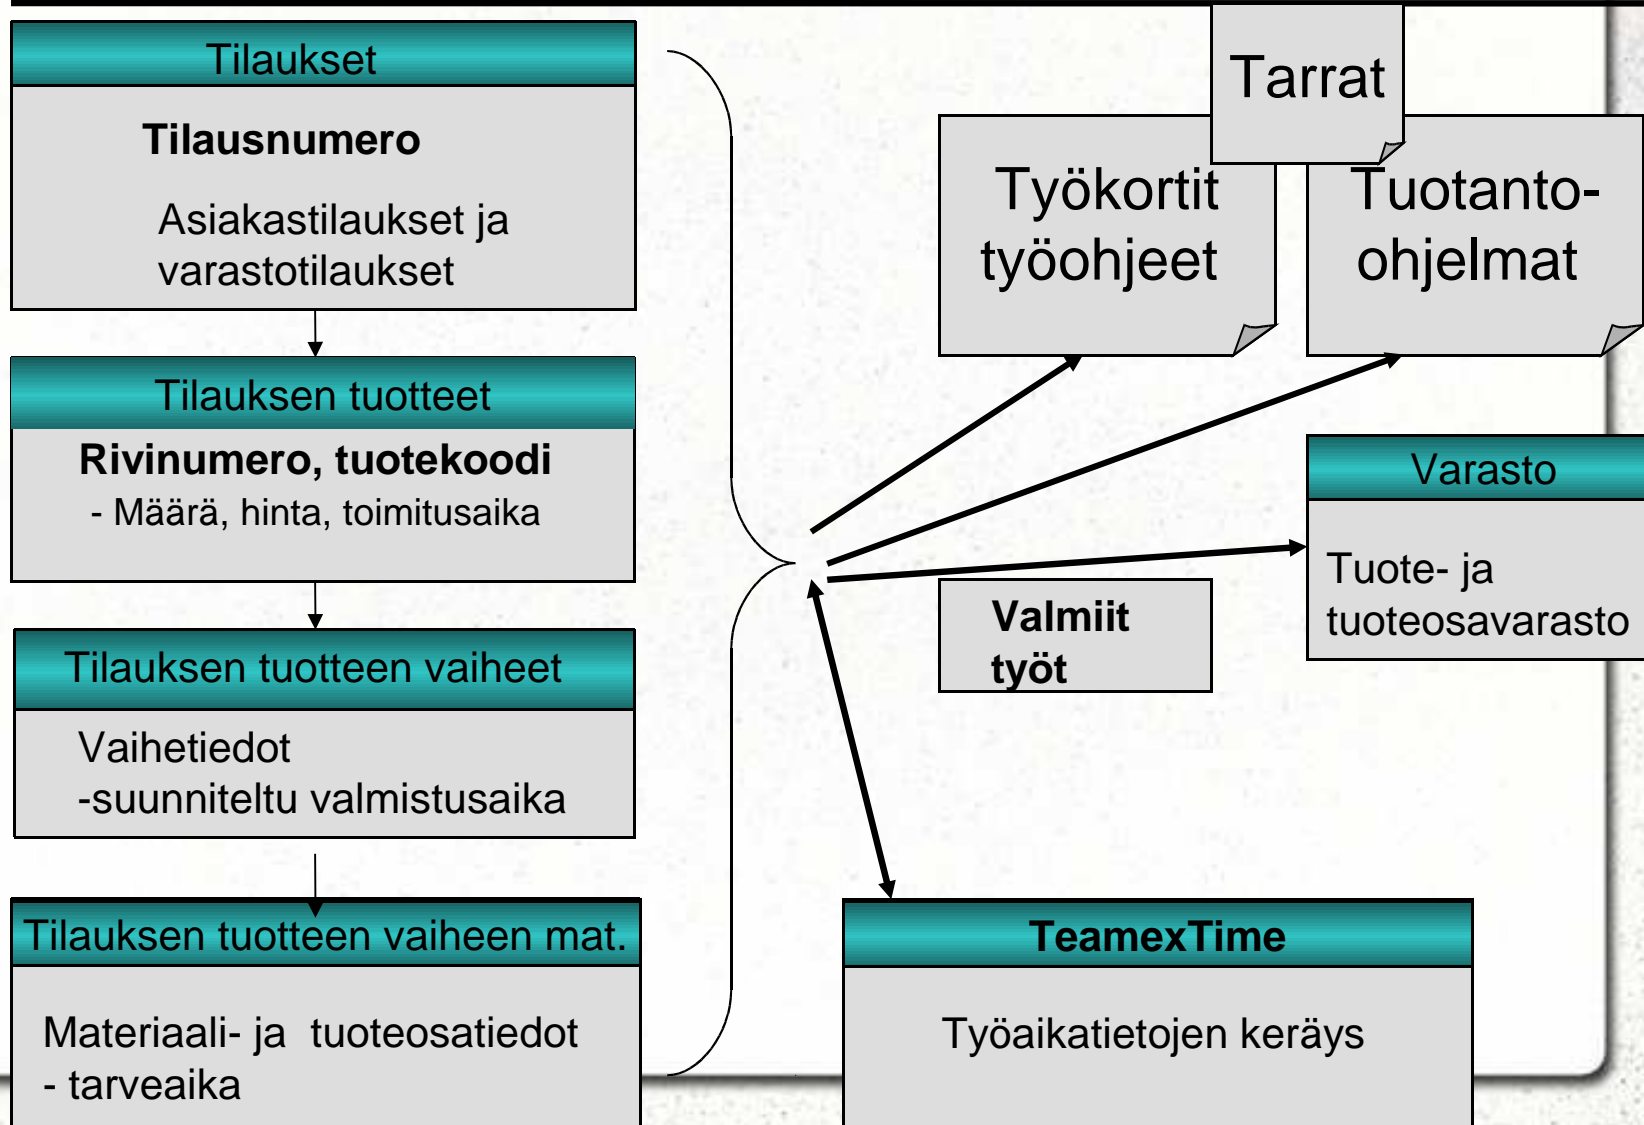 Tilaukset
Tilausnumero
Asiakastilaukset ja
varastotilaukset
Tilauksen tuotteet
Rivinumero, tuotekoodi
- Määrä, hinta, toimitusaika
Tilauksen tuotteen vaiheet
Vaihetiedot
-suunniteltu valmistusaika
Tilauksen tuotteen vaiheen mat.
Materiaali- ja tuoteosatiedot
- tarveaika
Tarrat
Työkortit
työohjeet
Tuotanto-
ohjelmat
Varasto
Tuote- ja
tuoteosavarasto
Valmiit
työt
TeamexTime
Työaikatietojen keräys